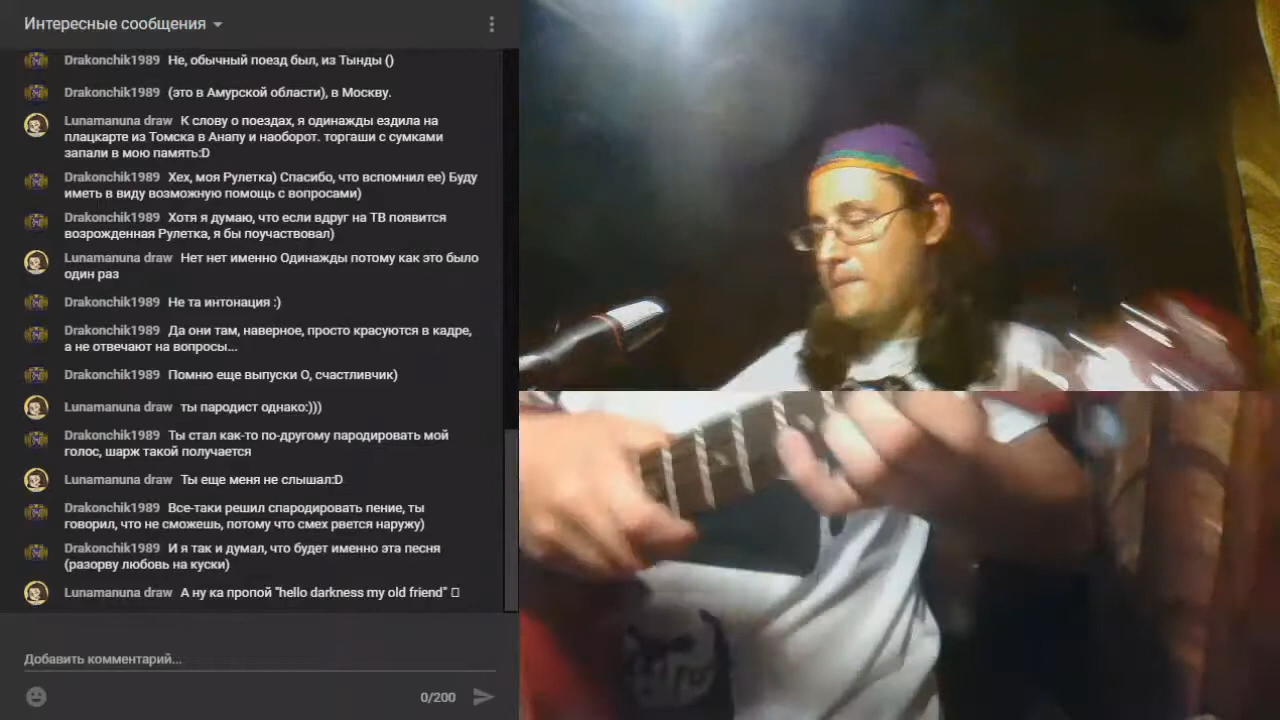 Интересные сообщения
Drakonchik1989 Не, обычный поезд был, из Тынды ()
Drakonchik1989 (это в Амурской области), в Москву.
Lunamanuna draw К слову о поездах, я одинажды ездила на
плацкарте из Томска в Анапу и наоборот. торгаши с сумками
запали в мою память:D
Drakonchik1989 Хех, моя Рулетка) Спасибо, что вспомнил ее) Буду
иметь в виду возможную помощь с вопросами)
Drakonchik1989 Хотя я думаю, что если вдруг на ТВ появится
возрожденная Рулетка, я бы поучаствовал)
Lunamanuna draw Нет нет именно Одинажды потому как это было
один раз
Drakonchik1989 Не та интонация :)
Drakonchik1989 Да они там, наверное, просто красуются в кадре,
а не отвечают на вопросы...
Drakonchik1989 Помню еще выпуски О, счастливчик)
Lunamanuna draw ты пародист однако:)))
Drakonchik1989 Ты стал как-то по-другому пародировать мой
голос, шарж такой получается
Lunamanuna draw Ты еще меня не слышал:D
Drakonchik1989 Все-таки решил спародировать пение, ты
говорил, что не сможешь, потому что смех рвется наружу)
Drakonchik1989 И я так и думал, что будет именно эта песня
(разорву любовь на куски)
Lunamanuna draw А ну ка пропой "hello darkness my old friend"
Добавить комментарий...
0/200